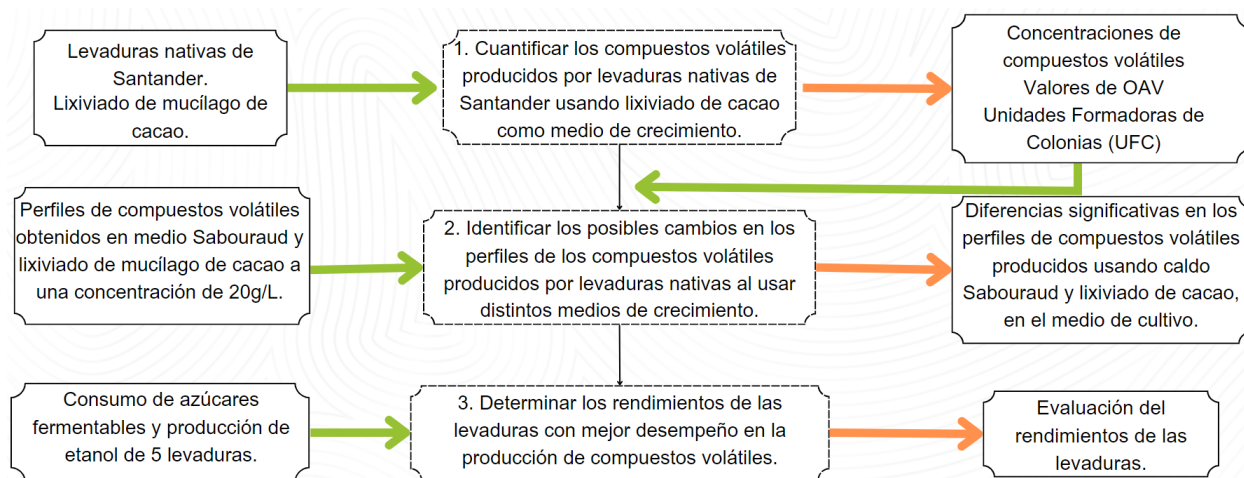 Levaduras nativas de
Santander.
Lixiviado de mucílago de
cacao.
1. Cuantificar los compuestos volátiles
producidos por levaduras nativas de
Santander usando lixiviado de cacao
como medio de crecimiento.
Concentraciones de
compuestos volátiles
Valores de OAV
Unidades Formadoras de
Colonias (UFC)
Perfiles de compuestos volátiles
obtenidos en medio Sabouraud y
lixiviado de mucílago de cacao a
una concentración de 20g/L.
2. Identificar los posibles cambios en los
perfiles de los compuestos volátiles
producidos por levaduras nativas al usar
distintos medios de crecimiento.
Diferencias significativas en los
perfiles de compuestos volátiles
producidos usando caldo
Sabouraud y lixiviado de cacao,
en el medio de cultivo.
Consumo de azúcares
fermentables y producción de
etanol de 5 levaduras.
3. Determinar los rendimientos de las
levaduras con mejor desempeño en la
producción de compuestos volátiles.
Evaluación del
rendimientos de las
levaduras.